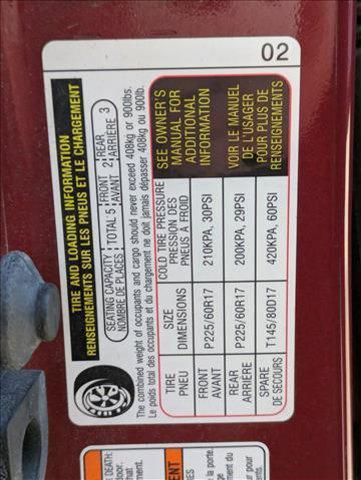 02
TIRE AND LOADING INFORMATION
RENSEIGNEMENTS SUR LES PNEUS ET LE CHARGEMENT
SEATING CAPACITY TOTAL 5 FRONT 2 REAR 3
NOMBRE DE PLACES AVANT ARRIÈRE
The combined weight of occupants and cargo should never exceed 408kg or 900lbs.
Le poids total des occupants et du chargement ne doit jamais dépasser 408kg ou 900lb.
TIRE SIZE COLD TIRE PRESSURE
PNEU DIMENSIONS PRESSION DES
PNEUS À FROID
FRONT P225/60R17 210KPA, 30PSI
AVANT
REAR P225/60R17 200KPA, 29PSI
ARRIÈRE
SPARE T145/80D17 420KPA, 60PSI
DE SECOURS
SEE OWNER'S
MANUAL FOR
ADDITIONAL
INFORMATION
VOIR LE MANUEL
DE L'USAGER
POUR PLUS DE
RENSEIGNEMENTS
DEATH: